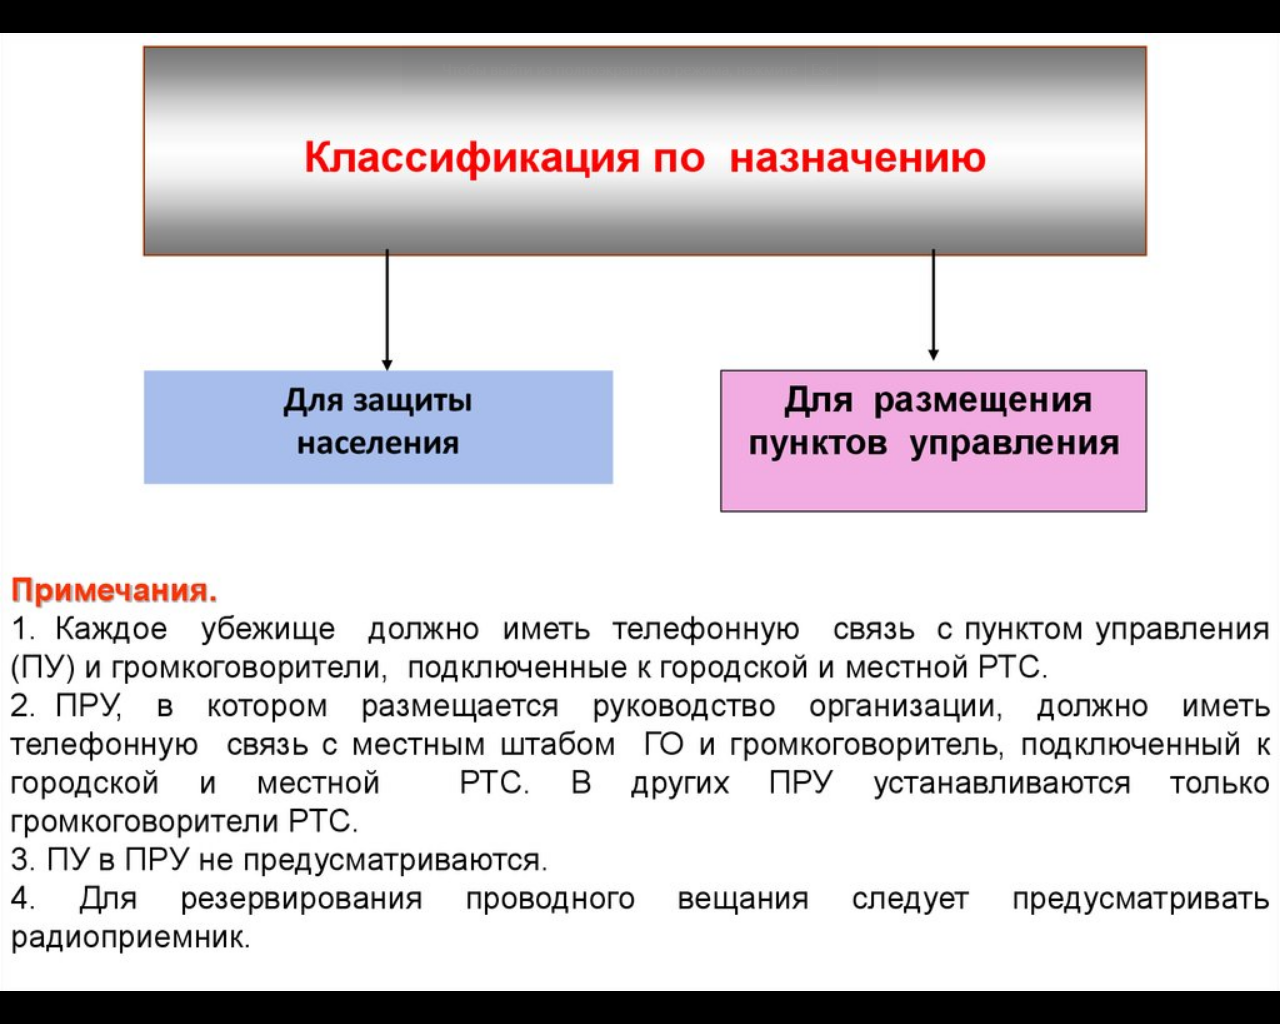 Классификация по назначению
Для защиты
населения
Для размещения
пунктов управления
Примечания.
1. Каждое убежище должно иметь телефонную связь с пунктом управления
(ПУ) и громкоговорители, подключенные к городской и местной РТС.
2. ПРУ, в котором размещается руководство организации, должно иметь
телефонную связь с местным штабом ГО и громкоговоритель, подключенный к
городской и местной РТС. В других ПРУ устанавливаются только
громкоговорители РТС.
3. ПУ в ПРУ не предусматриваются.
4. Для резервирования проводного вещания следует предусматривать
радиоприемник.